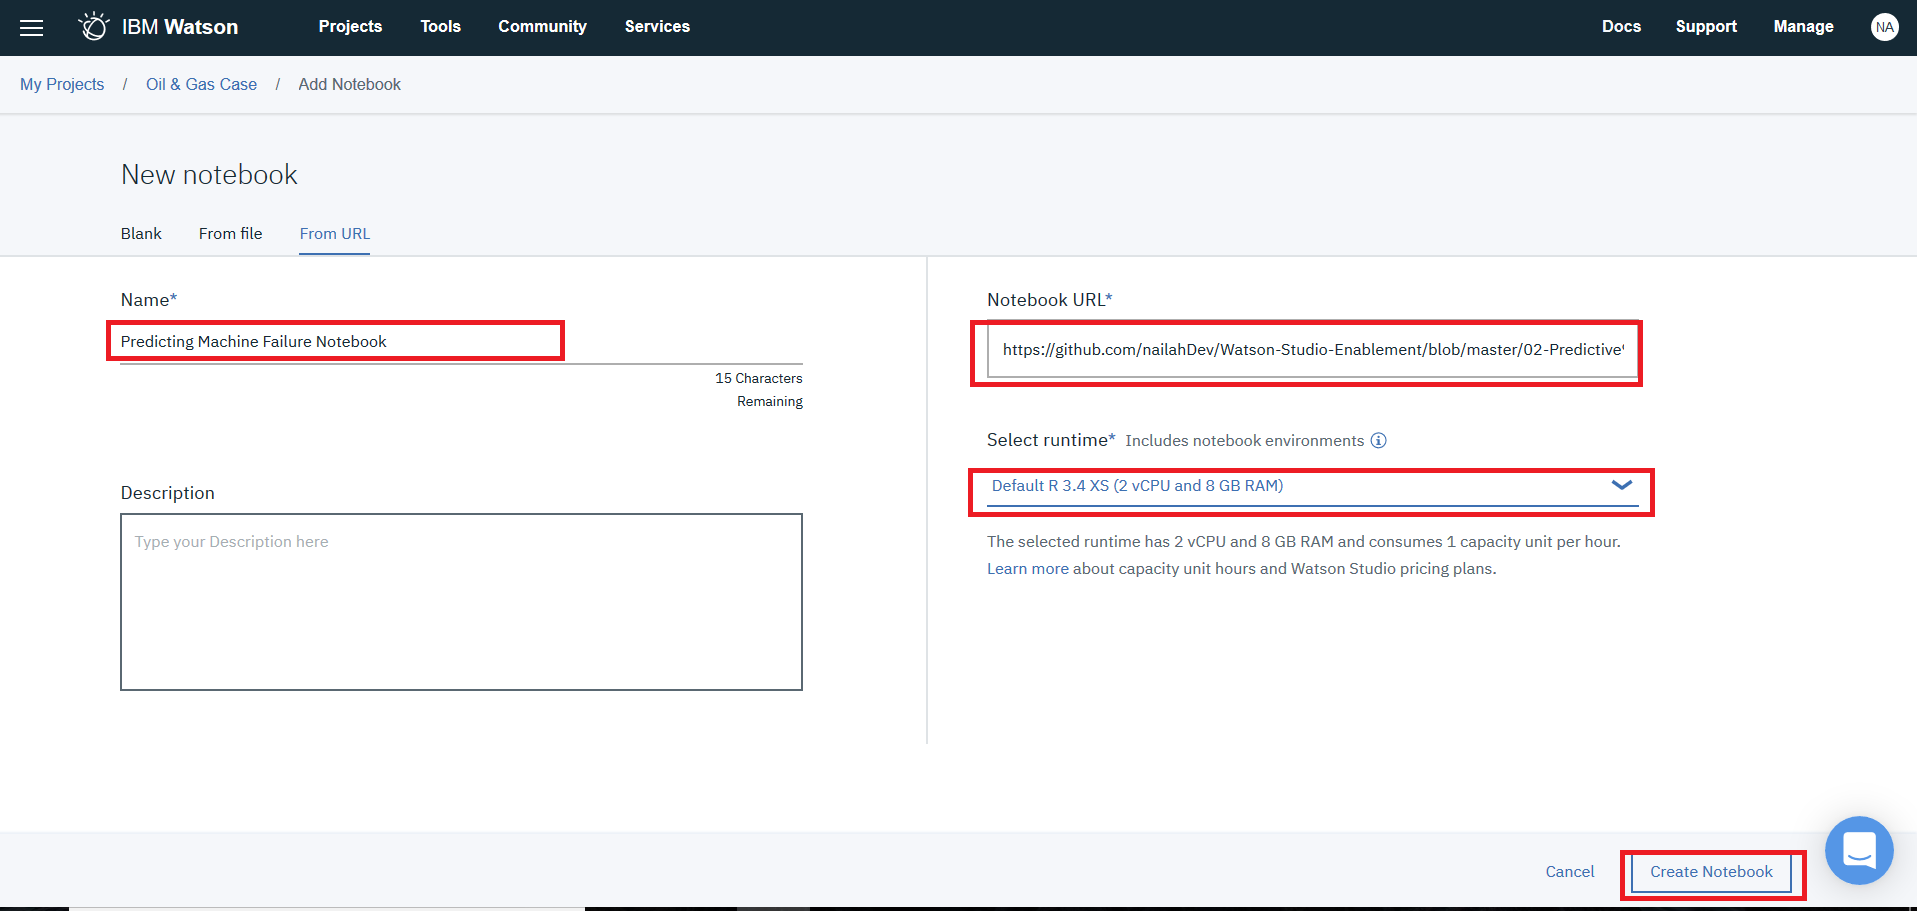 IBM Watson Projects Tools Community Services Docs Support Manage NA
My Projects / Oil & Gas Case / Add Notebook
New notebook
Blank From file From URL
Name*
Predicting Machine Failure Notebook
15 Characters
Remaining
Description
Type your Description here
Notebook URL*
https://github.com/nailahDev/Watson-Studio-Enablement/blob/master/02-Predictive
Select runtime* Includes notebook environments
Default R 3.4 XS (2 vCPU and 8 GB RAM)
The selected runtime has 2 vCPU and 8 GB RAM and consumes 1 capacity unit per hour.
Learn more about capacity unit hours and Watson Studio pricing plans.
Cancel Create Notebook